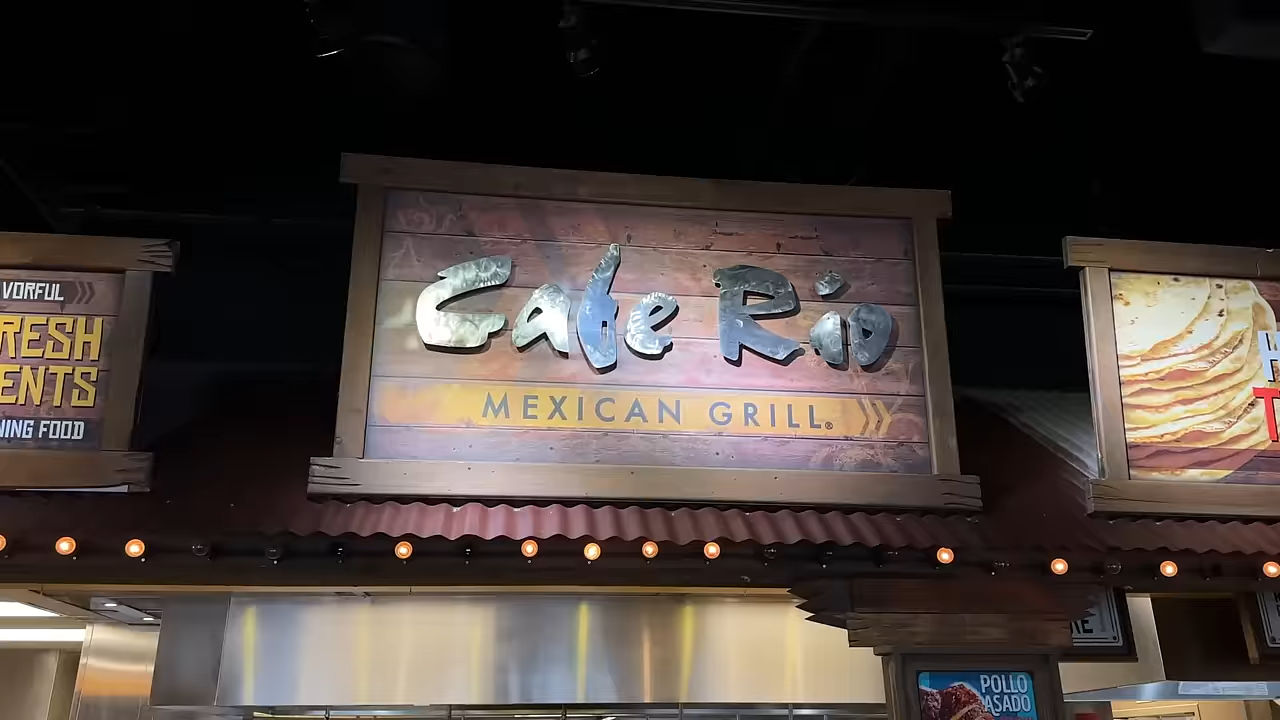 VORFUL
RESH
ENTS
NING FOOD
Cafe Rio
MEXICAN GRILL®
POLLO
ASADO